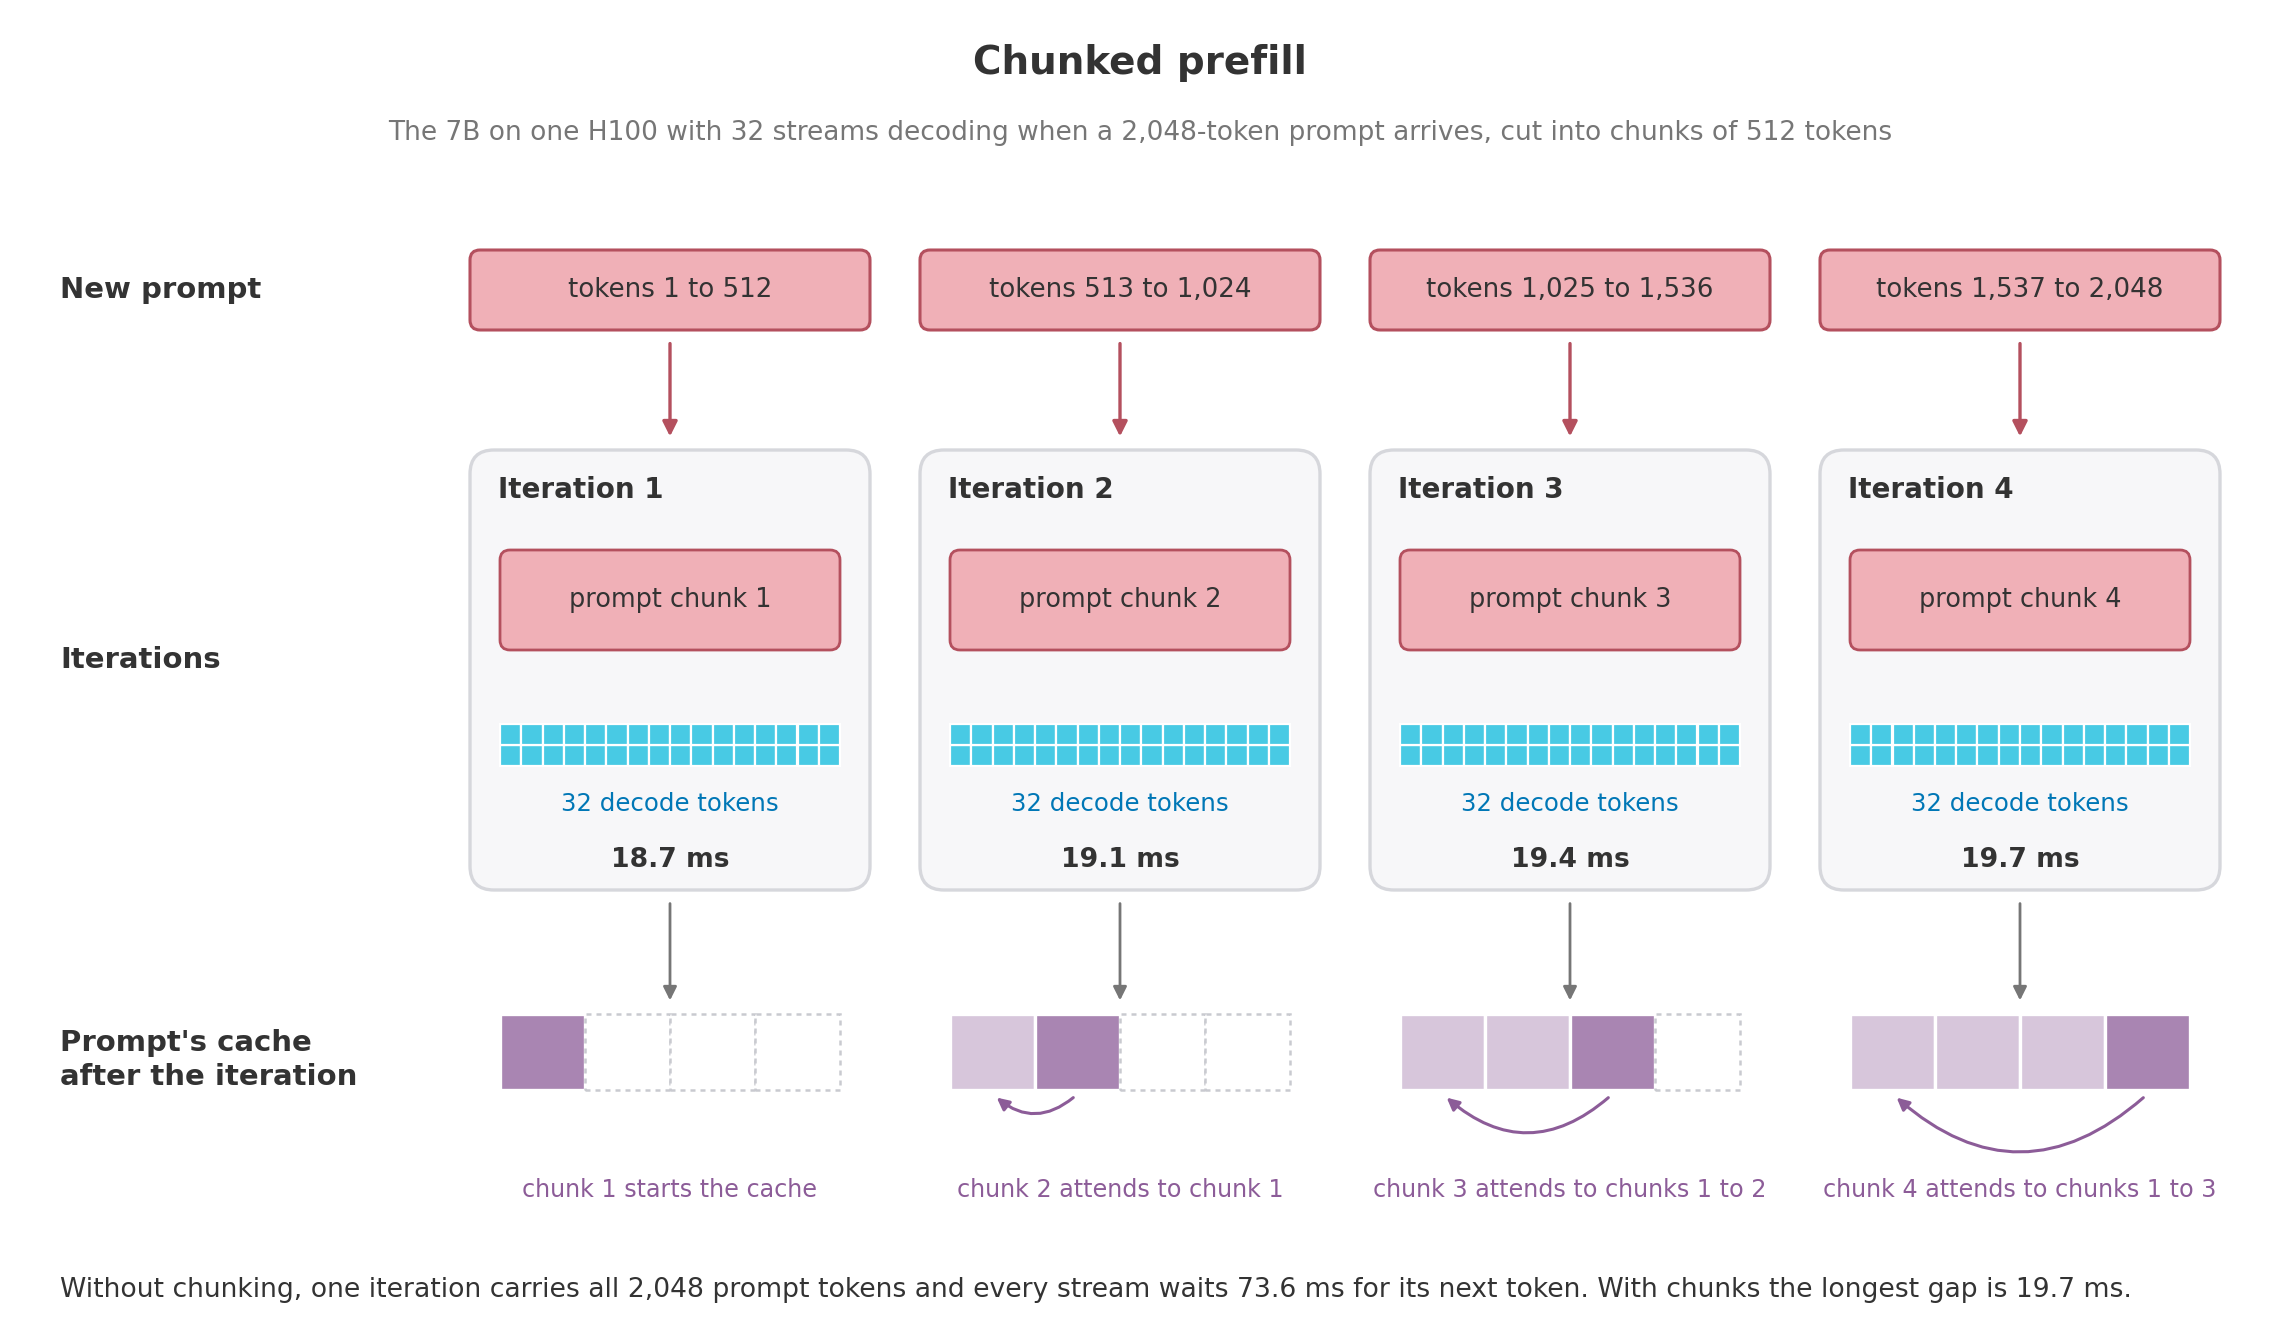 Chunked prefill
The 7B on one H100 with 32 streams decoding when a 2,048-token prompt arrives, cut into chunks of 512 tokens
New prompt
tokens 1 to 512
tokens 513 to 1,024
tokens 1,025 to 1,536
tokens 1,537 to 2,048
Iterations
Iteration 1
prompt chunk 1
32 decode tokens
18.7 ms
Iteration 2
prompt chunk 2
32 decode tokens
19.1 ms
Iteration 3
prompt chunk 3
32 decode tokens
19.4 ms
Iteration 4
prompt chunk 4
32 decode tokens
19.7 ms
Prompt's cache
after the iteration
chunk 1 starts the cache
chunk 2 attends to chunk 1
chunk 3 attends to chunks 1 to 2
chunk 4 attends to chunks 1 to 3
Without chunking, one iteration carries all 2,048 prompt tokens and every stream waits 73.6 ms for its next token. With chunks the longest gap is 19.7 ms.